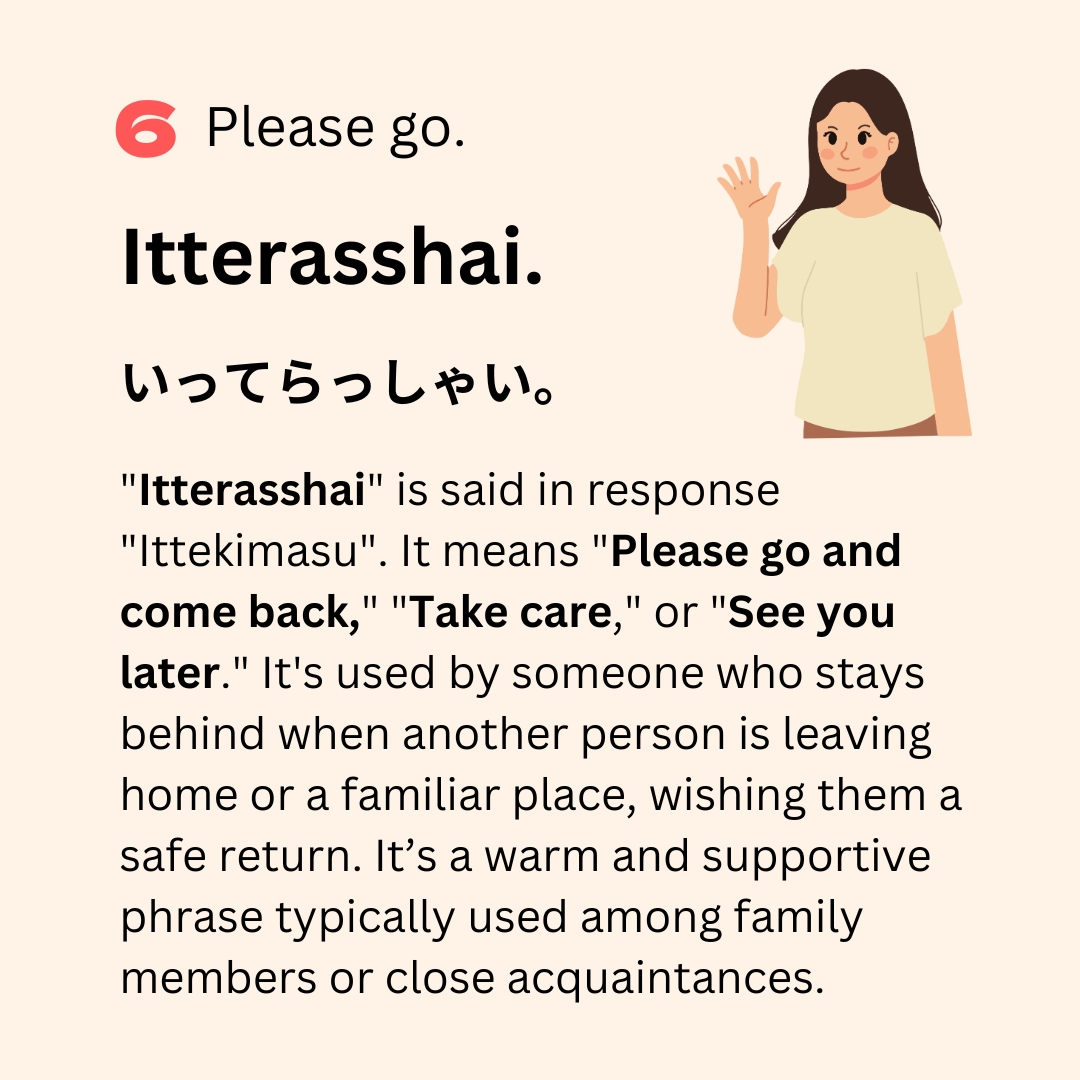 6 Please go.
Itterasshai.
いってらっしゃい。
"Itterasshai" is said in response
"Ittekimasu". It means "Please go and
come back," "Take care," or "See you
later." It's used by someone who stays
behind when another person is leaving
home or a familiar place, wishing them a
safe return. It’s a warm and supportive
phrase typically used among family
members or close acquaintances.